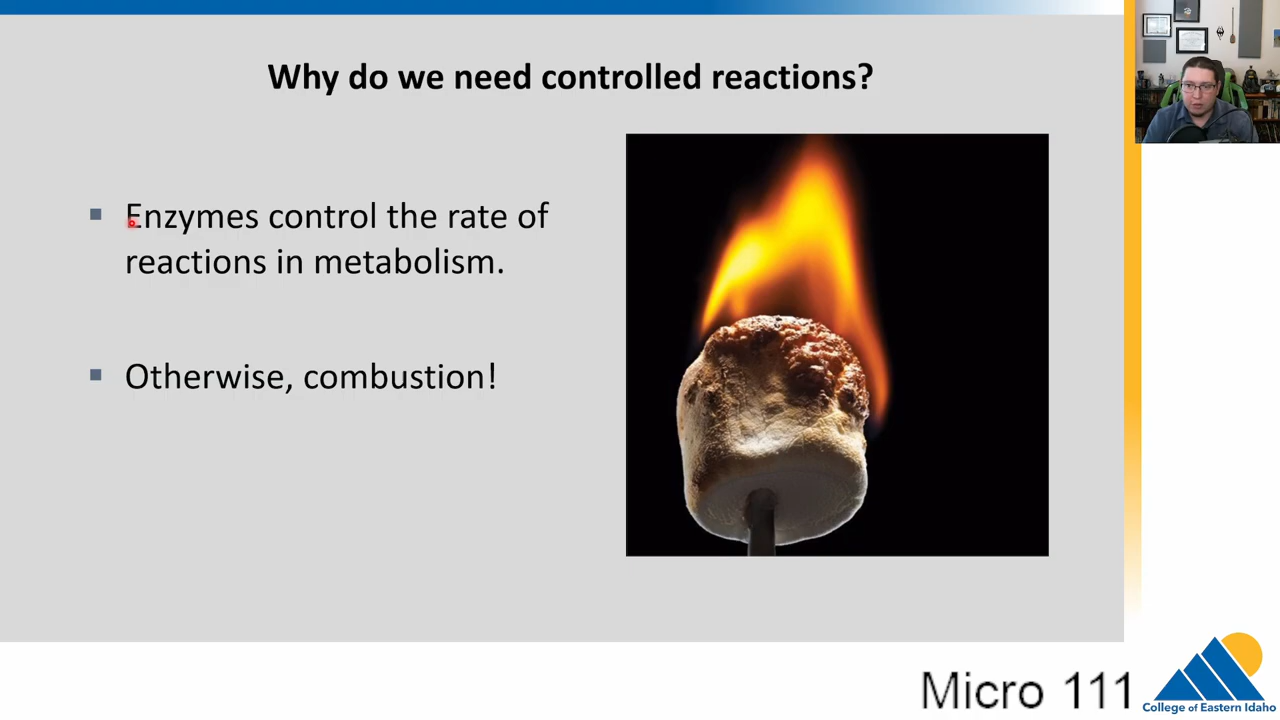 Why do we need controlled reactions?
Enzymes control the rate of
reactions in metabolism.
Otherwise, combustion!
Micro 111
College of Eastern Idaho